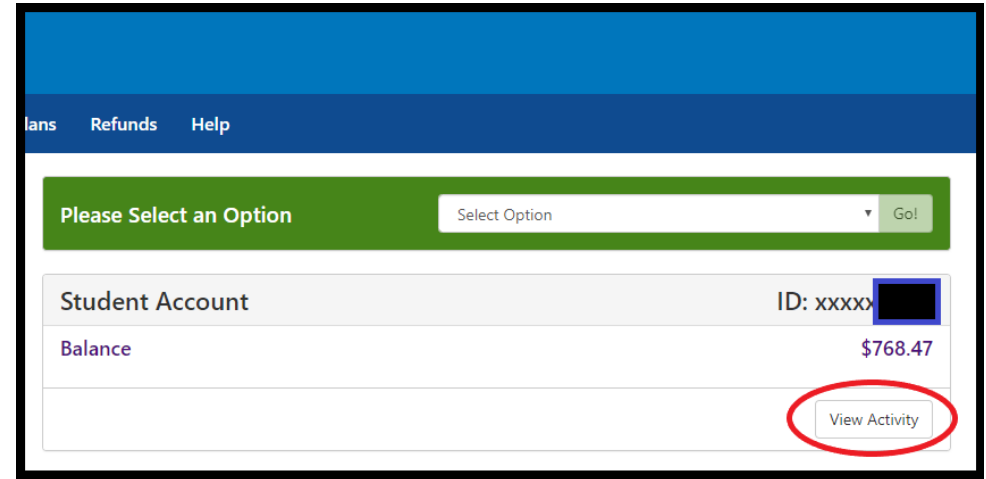 lans Refunds Help
Please Select an Option Select Option Go!
Student Account ID: xxxxx
Balance $768.47
View Activity